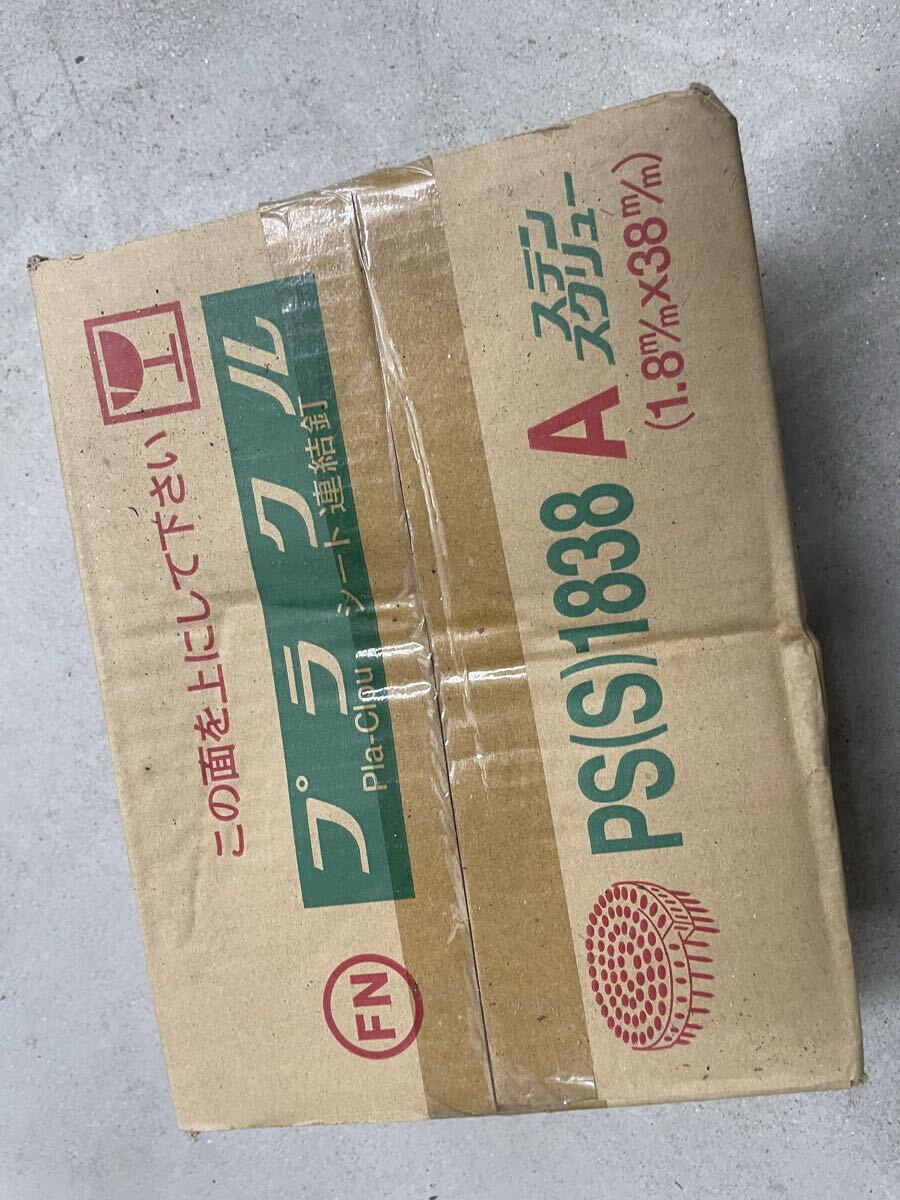 この面を上にして下さい
FN
プラクル
Pla-Clou シート連結釘
PS(S)1838 A
ステン
スクリュー
(1.8m/m×38m/m)